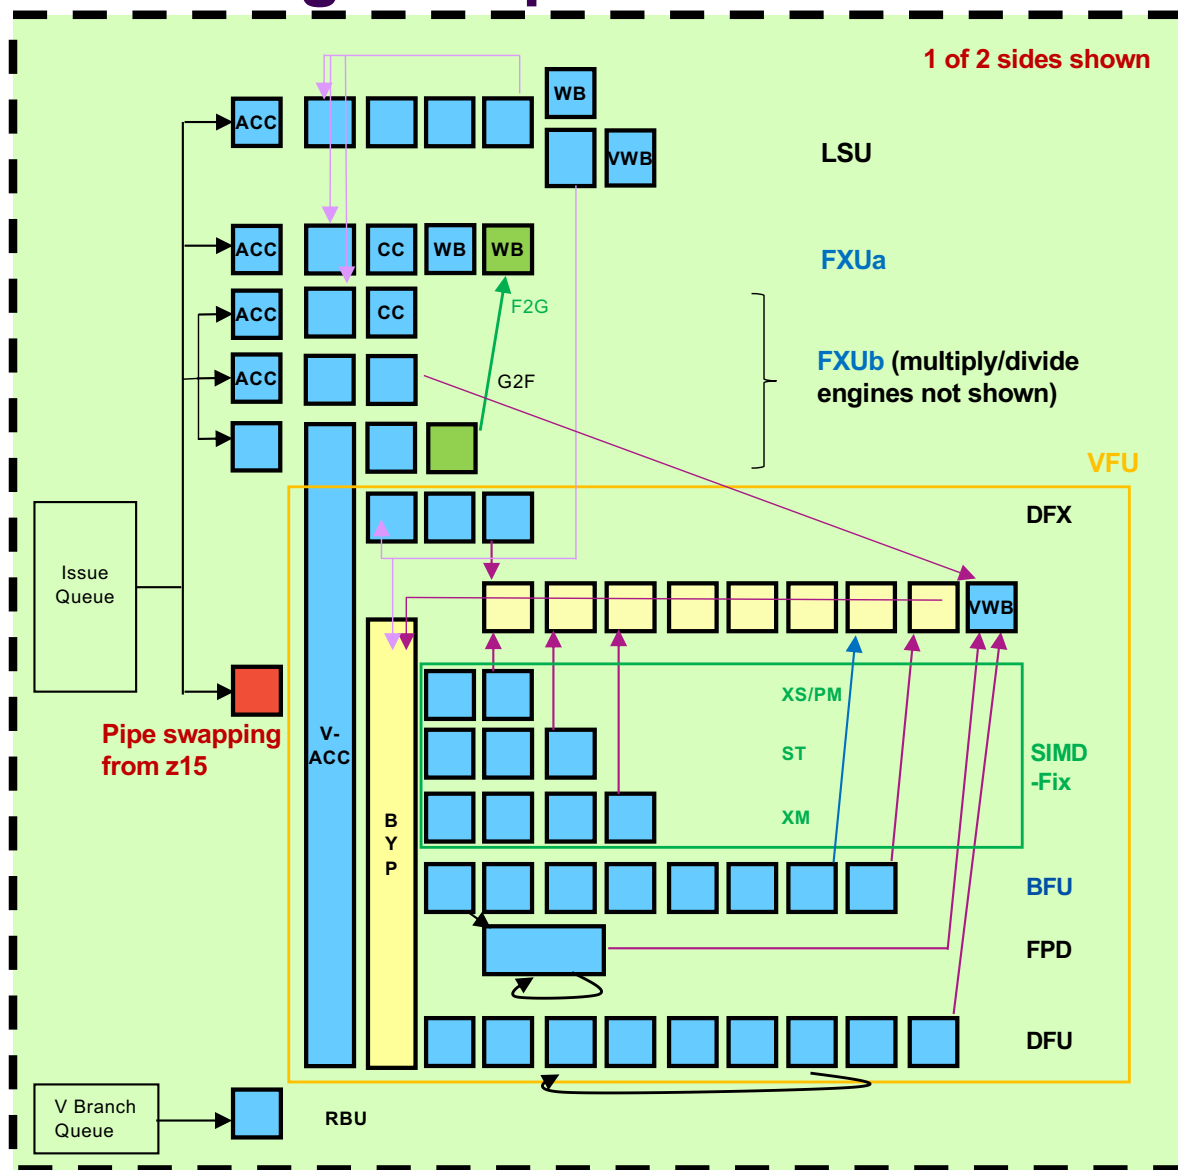 1 of 2 sides shown
WB
ACC
VWB
LSU
ACC
CC
WB
WB
FXUa
ACC
CC
F2G
FXUb (multiply/divide
engines not shown)
ACC
G2F
VFU
DFX
Issue
Queue
VWB
XS/PM
Pipe swapping
from z15
V-
ACC
ST
SIMD
-Fix
B
Y
P
XM
BFU
FPD
DFU
V Branch
Queue
RBU